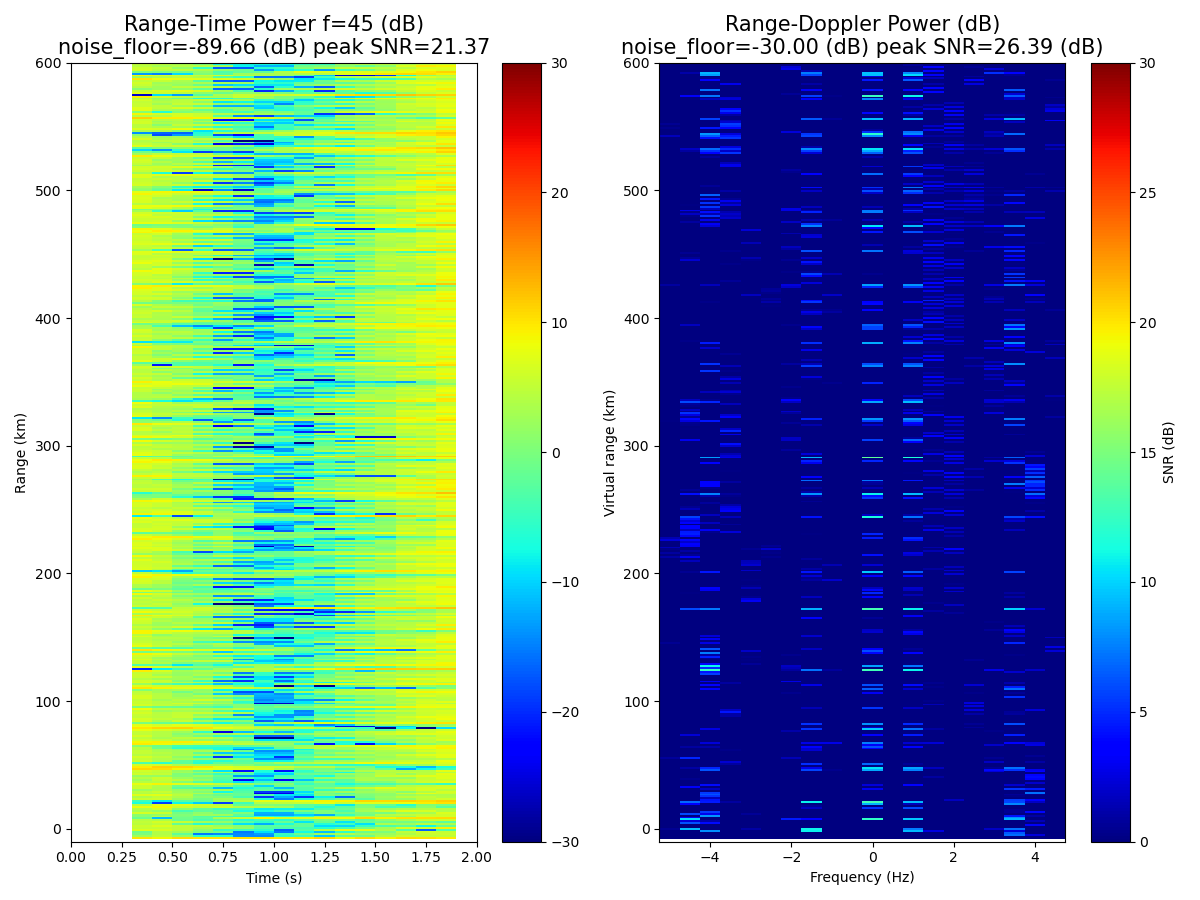 Range-Time Power f=45 (dB)
noise_floor=-89.66 (dB) peak SNR=21.37
600
500
400
300
200
100
0
Range (km)
0.00 0.25 0.50 0.75 1.00 1.25 1.50 1.75 2.00
Time (s)
30
20
10
0
−10
−20
−30
Range-Doppler Power (dB)
noise_floor=-30.00 (dB) peak SNR=26.39 (dB)
600
500
400
300
200
100
0
Virtual range (km)
−4 −2 0 2 4
Frequency (Hz)
30
25
20
15
10
5
0
SNR (dB)